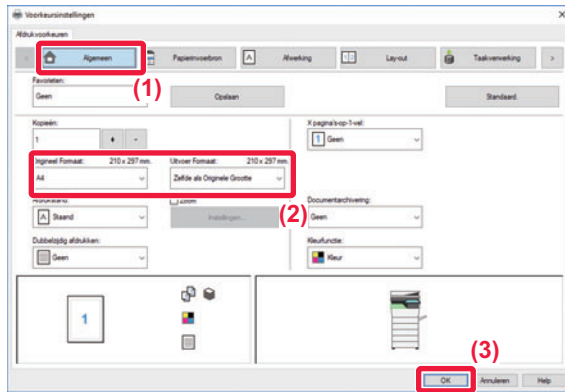 Voorkeursinstellingen
Afdrukvoorkeuren
Algemeen Papierinvoerbron Afwerking Lay-out Taakverwerking
(1)
Favorieten:
Geen Opslaan Standaard
Kopieën: X pagina's-op-1-vel:
1 + - 1 Geen
Origineel Formaat: 210 x 297 mm. Uitvoer Formaat: 210 x 297 mm.
A4 Zelfde als Originele Grootte
(2)
Afdrukstand: Zoom Documentarchivering:
A Staand Instellingen... Geen
Dubbelzijdig afdrukken: Kleurfunctie:
Geen Kleur
1
(3)
OK Annuleren Help